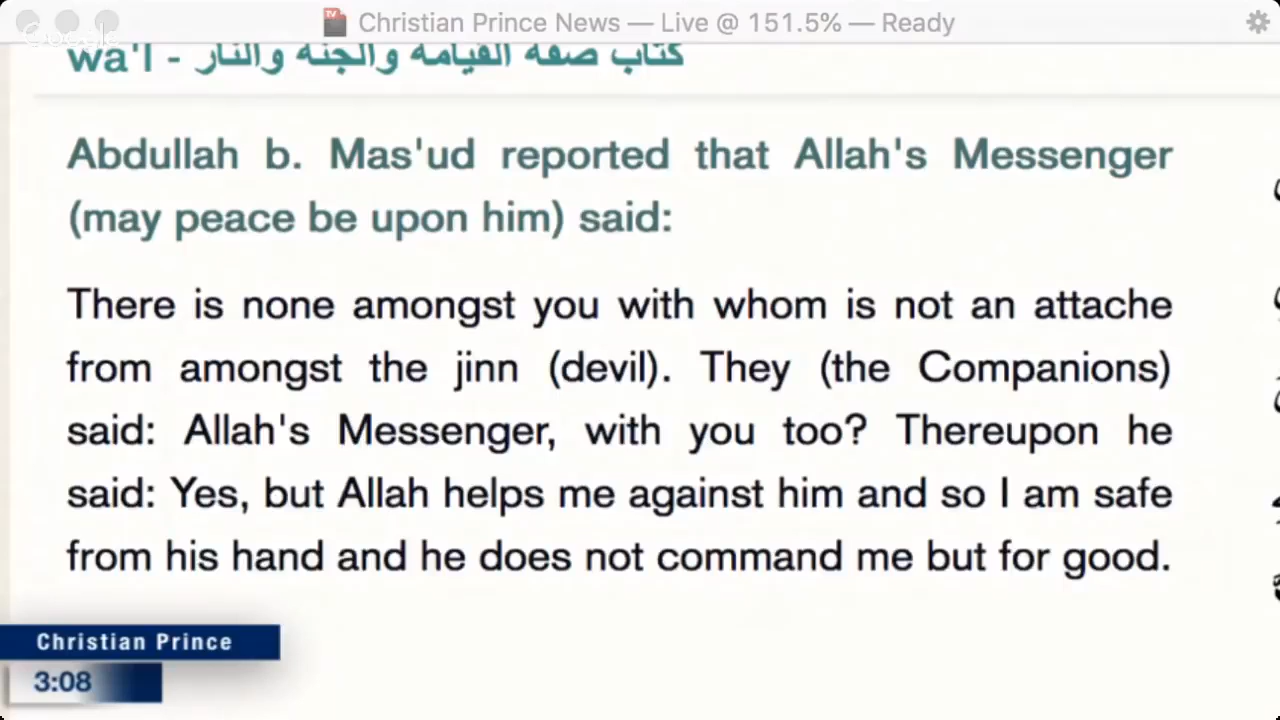 Christian Prince News — Live @ 151.5% — Ready
Google
wa'l - كتاب صفة القيامة والجنة والنار
Abdullah b. Mas'ud reported that Allah's Messenger
(may peace be upon him) said:
There is none amongst you with whom is not an attache
from amongst the jinn (devil). They (the Companions)
said: Allah's Messenger, with you too? Thereupon he
said: Yes, but Allah helps me against him and so I am safe
from his hand and he does not command me but for good.
Christian Prince
3:08